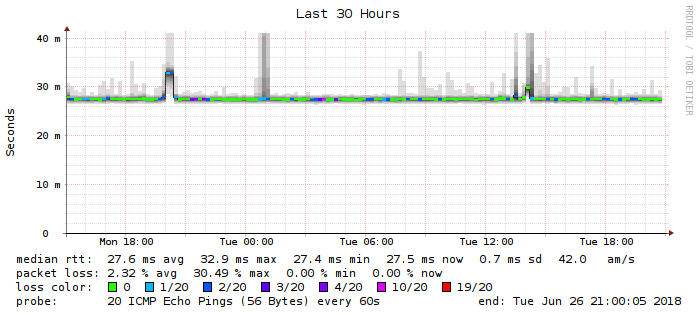 Last 30 Hours
RRDTOOL / TOBI OETIKER
Seconds
40 m
30 m
20 m
10 m
0
Mon 18:00 Tue 00:00 Tue 06:00 Tue 12:00 Tue 18:00
median rtt: 27.6 ms avg 32.9 ms max 27.4 ms min 27.5 ms now 0.7 ms sd 42.0 am/s
packet loss: 2.32 % avg 30.49 % max 0.00 % min 0.00 % now
loss color: 0 1/20 2/20 3/20 4/20 10/20 19/20
probe: 20 ICMP Echo Pings (56 Bytes) every 60s end: Tue Jun 26 21:00:05 2018